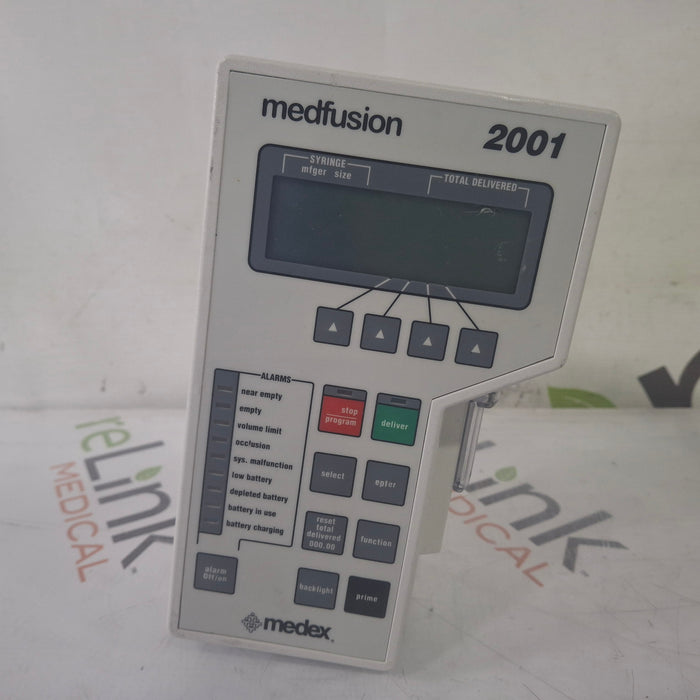 medfusion 2001
SYRINGE
mfger size
TOTAL DELIVERED
ALARMS
near empty
empty
volume limit
occlusion
sys. malfunction
low battery
depleted battery
battery in use
battery charging
stop
program
deliver
select
enter
reset
total
delivered
000.00
function
alarm
Off/on
backlight
prime
medex
reLink
MEDICAL
reLink
MEDICAL